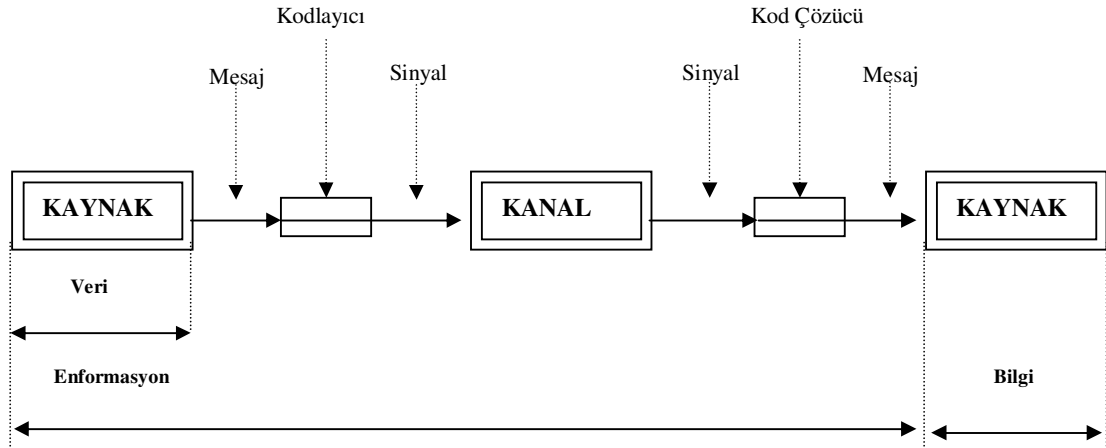 Kodlayıcı Kod Çözücü
Mesaj Sinyal Sinyal Mesaj
KAYNAK KANAL KAYNAK
Veri
Enformasyon Bilgi